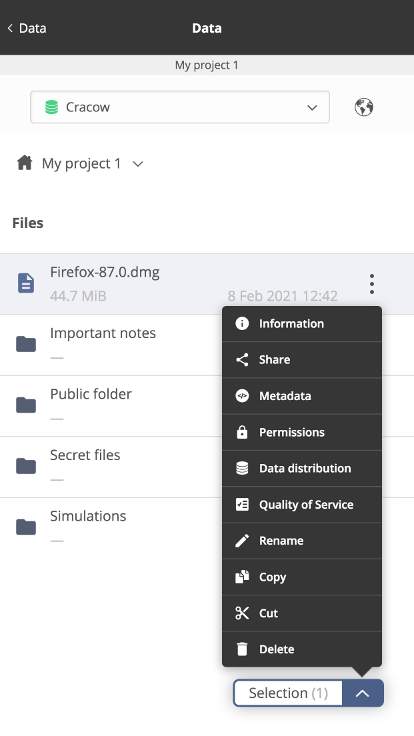 Data
Data
My project 1
Cracow
My project 1
Files
Firefox-87.0.dmg
44.7 MiB
8 Feb 2021 12:42
Important notes
—
Public folder
—
Secret files
—
Simulations
—
Information
Share
Metadata
Permissions
Data distribution
Quality of Service
Rename
Copy
Cut
Delete
Selection (1)